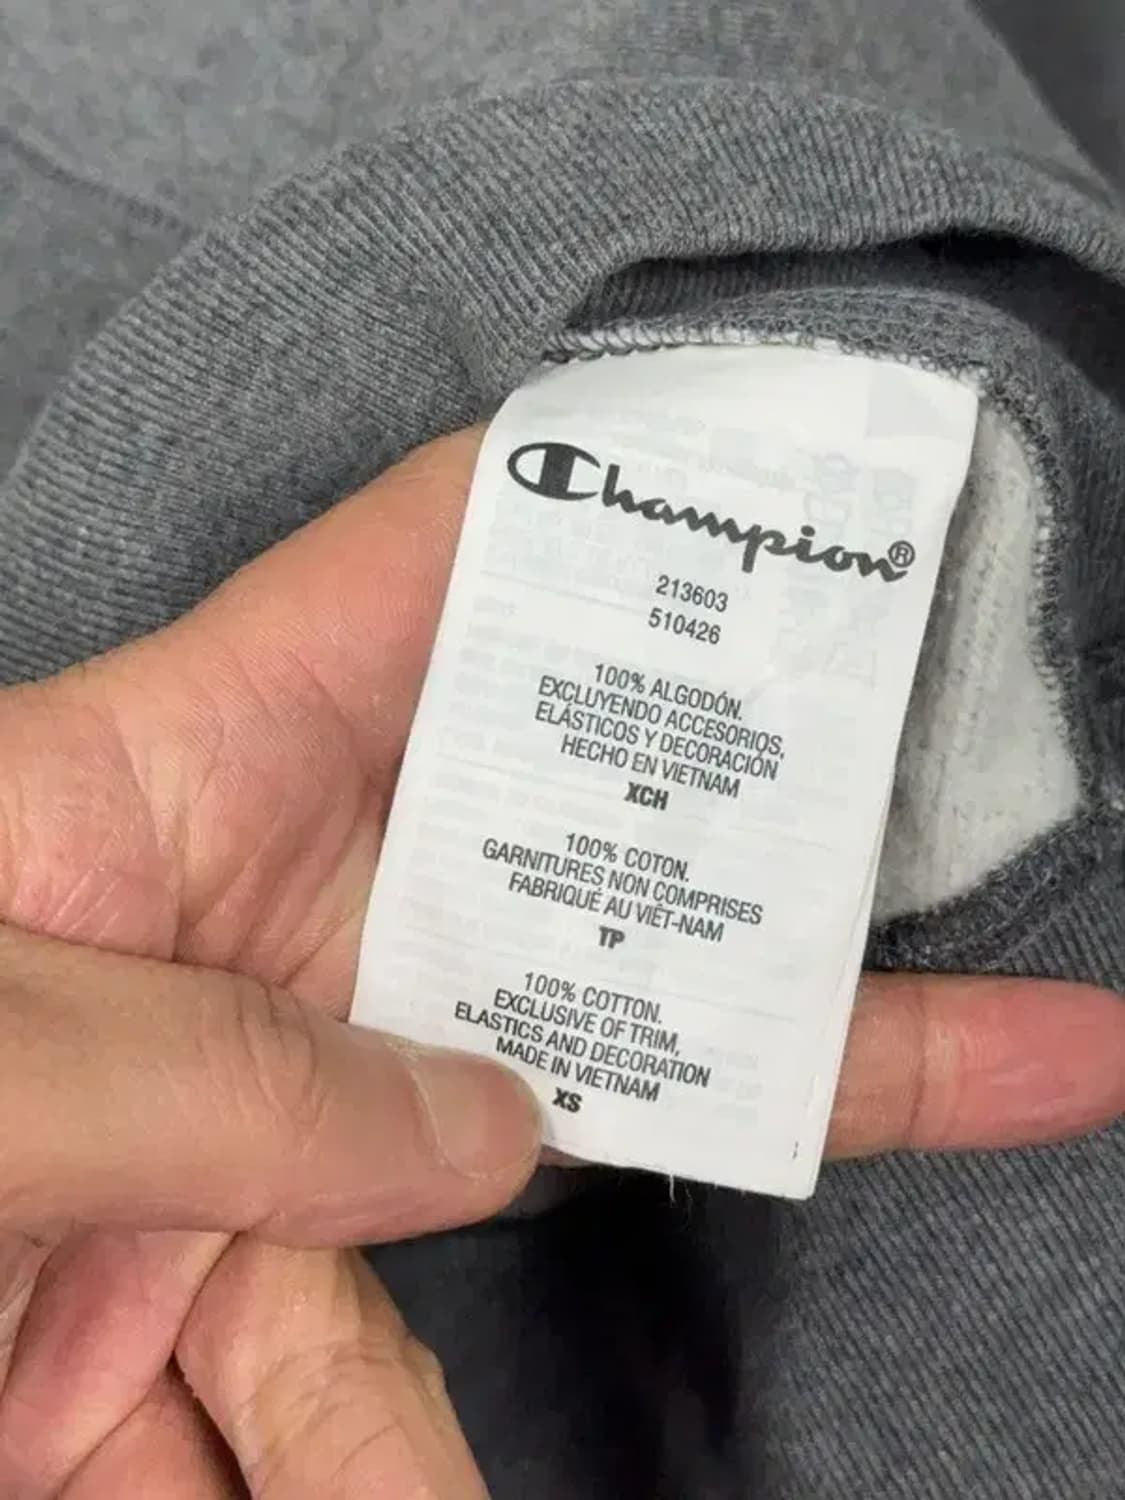 Champion®
213603
510426
100% ALGODÓN.
EXCLUYENDO ACCESORIOS,
ELÁSTICOS Y DECORACIÓN
HECHO EN VIETNAM
XCH
100% COTON.
GARNITURES NON COMPRISES
FABRIQUÉ AU VIÊT-NAM
TP
100% COTTON.
EXCLUSIVE OF TRIM,
ELASTICS AND DECORATION
MADE IN VIETNAM
XS